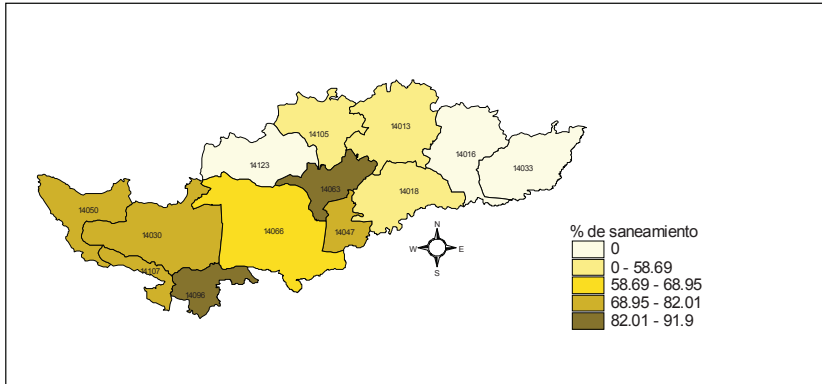 14105
14013
14016
14033
14123
14063
14018
14050
14030
14066
14047
14107
14096
N
W E
S
% de saneamiento
0
0 - 58.69
58.69 - 68.95
68.95 - 82.01
82.01 - 91.9